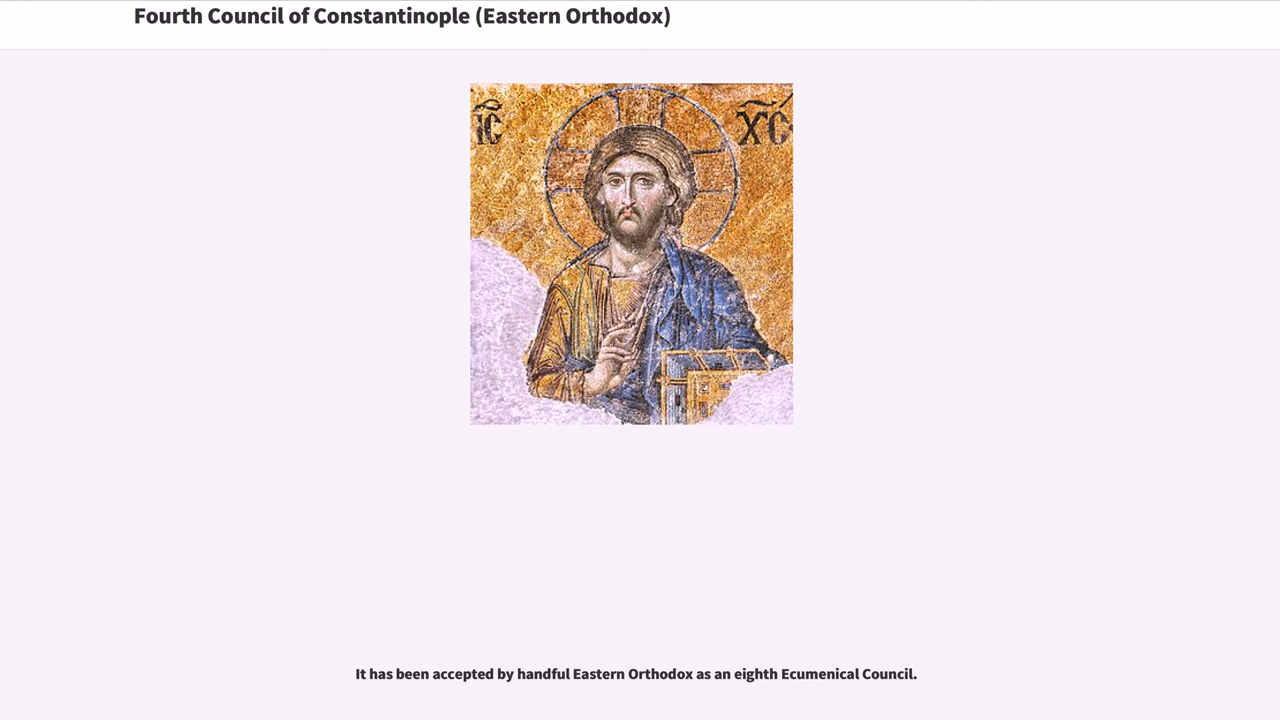 Fourth Council of Constantinople (Eastern Orthodox)
IC XC
It has been accepted by handful Eastern Orthodox as an eighth Ecumenical Council.